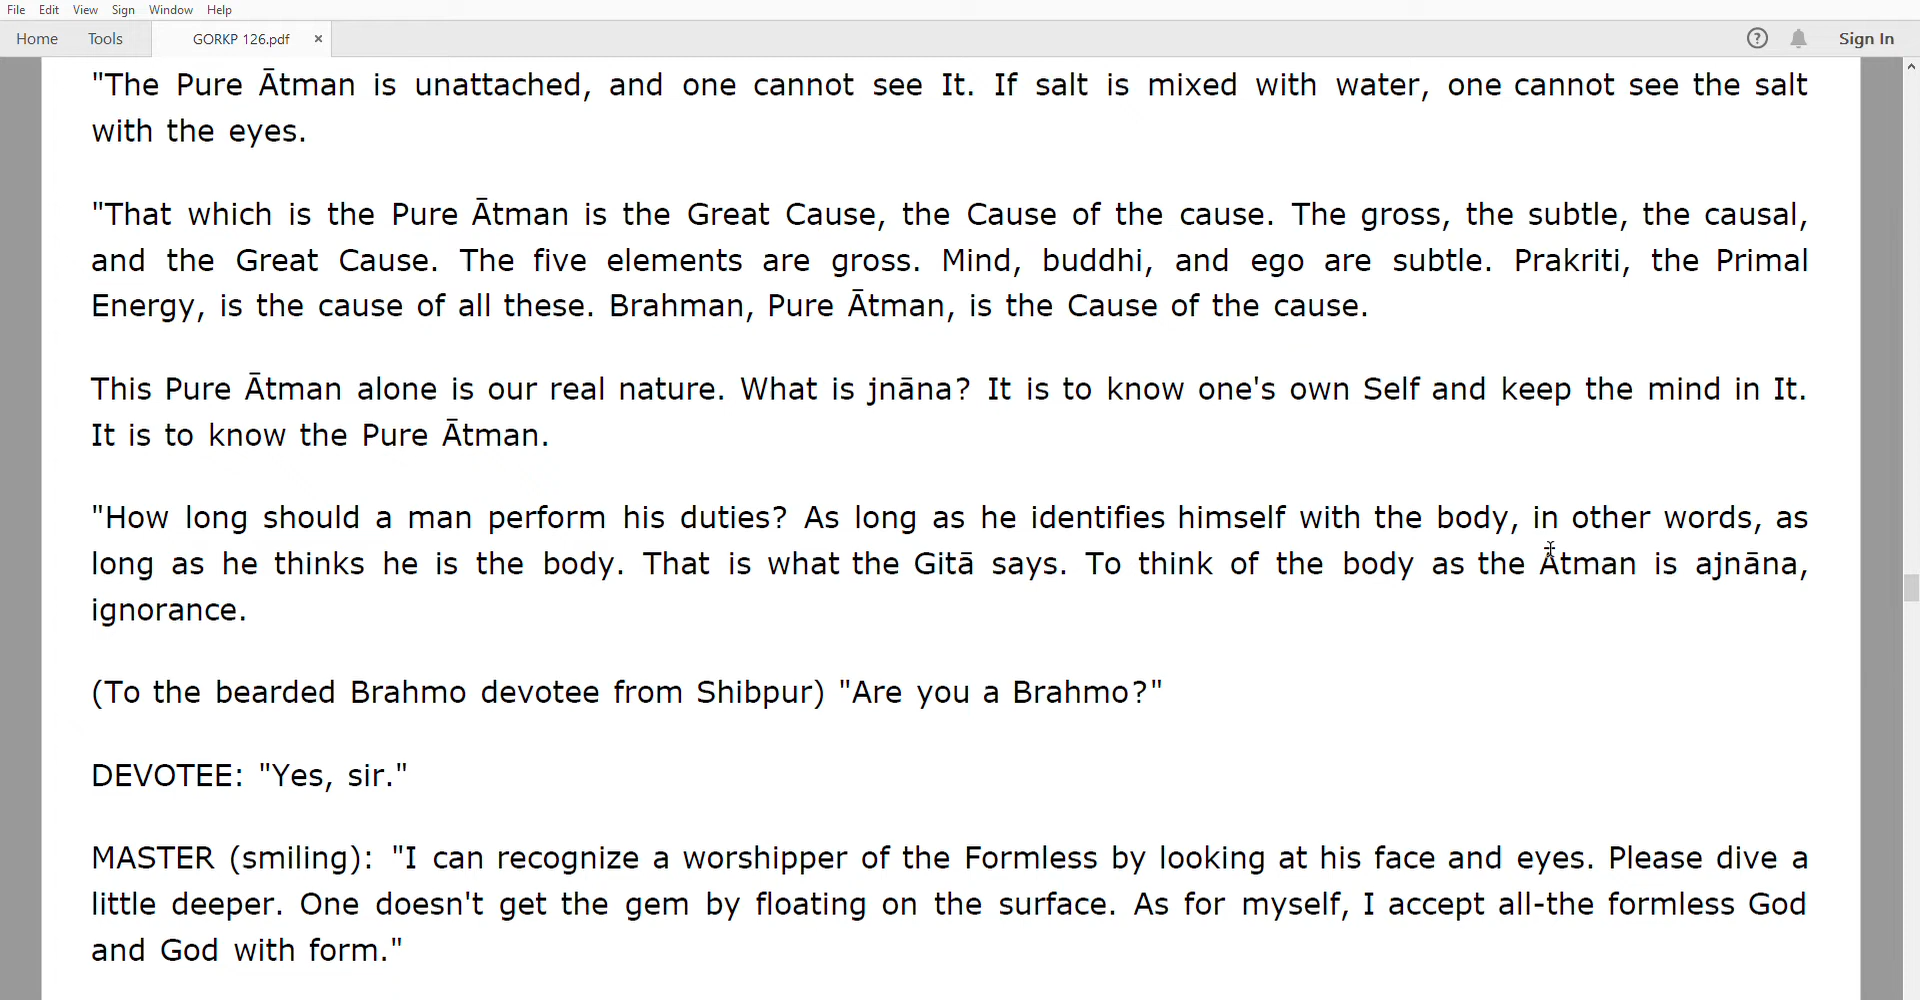 File Edit View Sign Window Help
Home Tools GORKP 126.pdf × ? Sign In
"The Pure Ātman is unattached, and one cannot see It. If salt is mixed with water, one cannot see the salt
with the eyes.
"That which is the Pure Ātman is the Great Cause, the Cause of the cause. The gross, the subtle, the causal,
and the Great Cause. The five elements are gross. Mind, buddhi, and ego are subtle. Prakriti, the Primal
Energy, is the cause of all these. Brahman, Pure Ātman, is the Cause of the cause.
This Pure Ātman alone is our real nature. What is jnāna? It is to know one's own Self and keep the mind in It.
It is to know the Pure Ātman.
"How long should a man perform his duties? As long as he identifies himself with the body, in other words, as
long as he thinks he is the body. That is what the Gitā says. To think of the body as the Ātman is ajnāna,
ignorance.
(To the bearded Brahmo devotee from Shibpur) "Are you a Brahmo?"
DEVOTEE: "Yes, sir."
MASTER (smiling): "I can recognize a worshipper of the Formless by looking at his face and eyes. Please dive a
little deeper. One doesn't get the gem by floating on the surface. As for myself, I accept all-the formless God
and God with form."